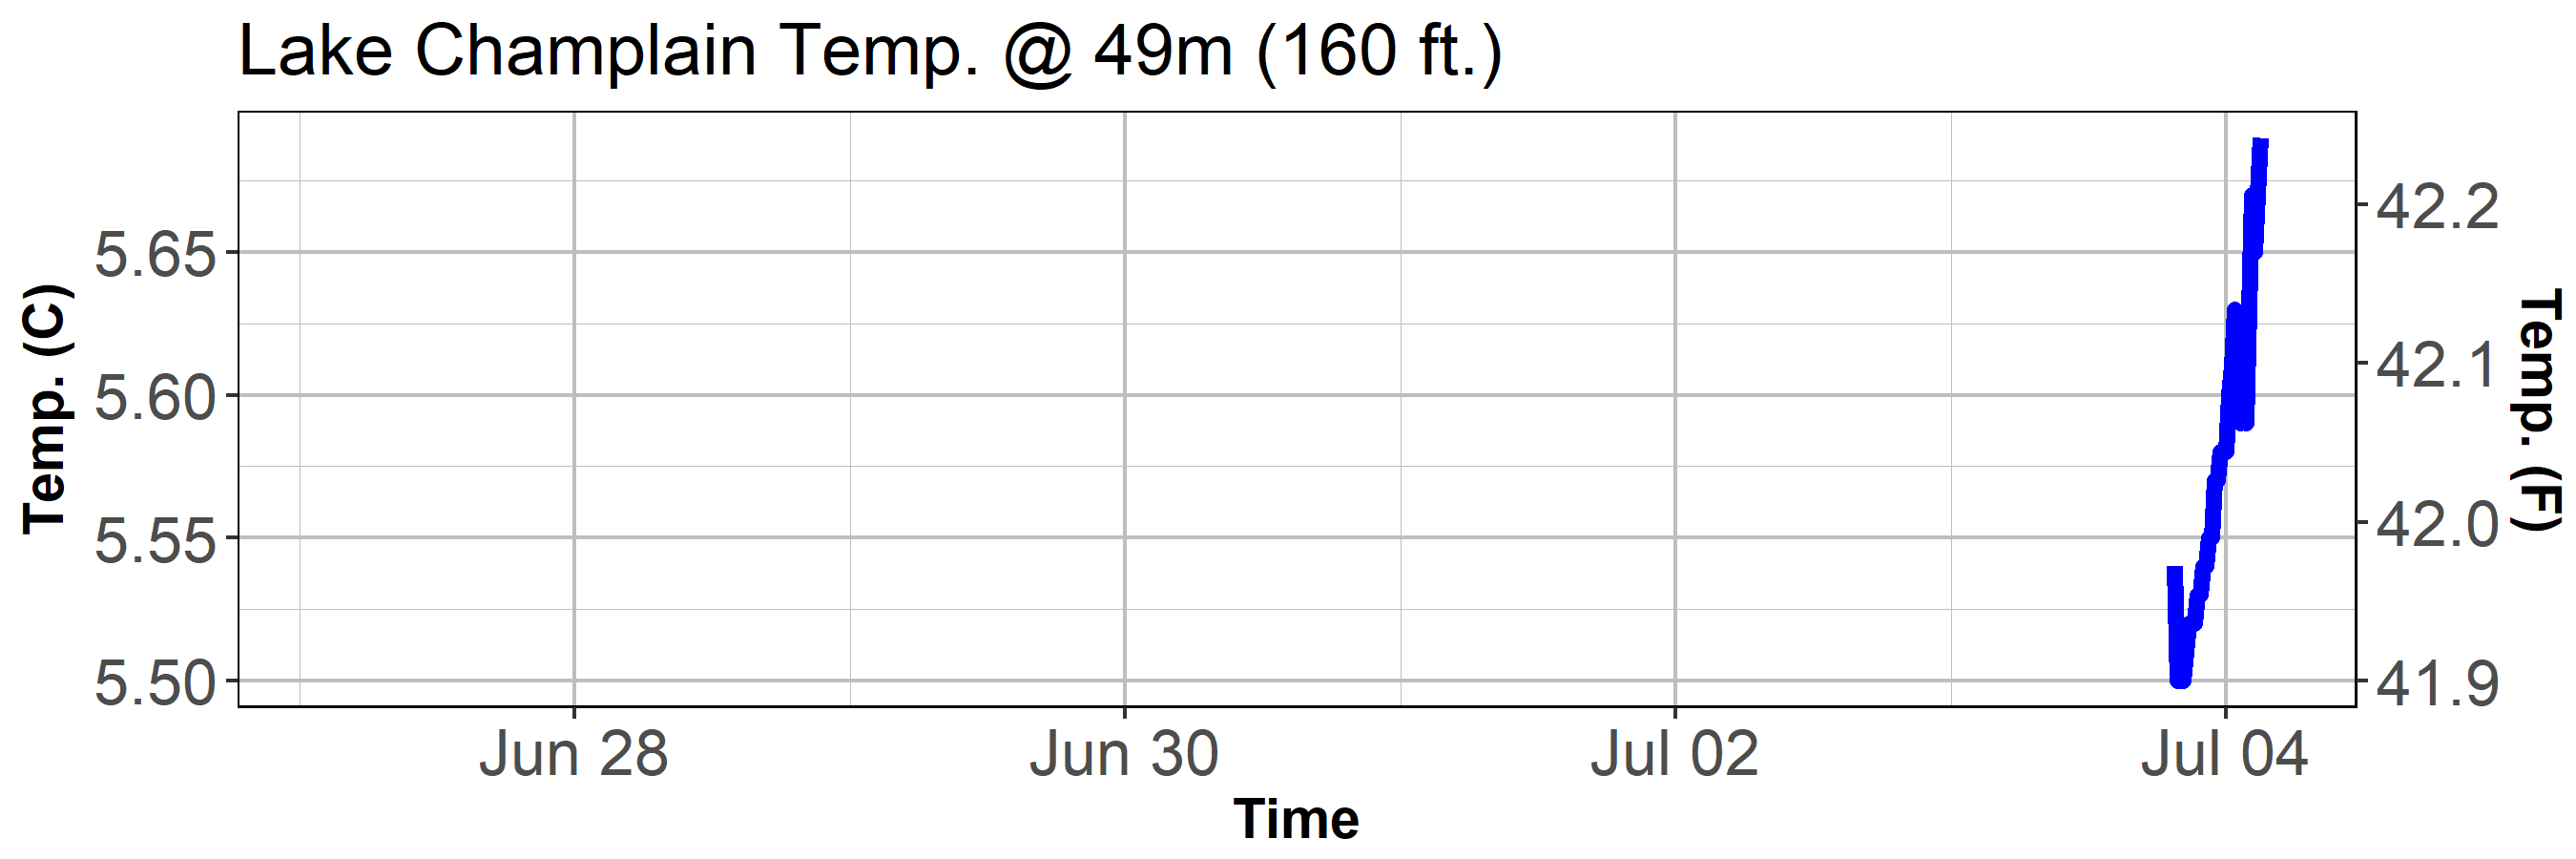 Lake Champlain Temp. @ 49m (160 ft.)
Temp. (C)
5.65
5.60
5.55
5.50
42.2
42.1
42.0
41.9
Temp. (F)
Jun 28
Jun 30
Jul 02
Jul 04
Time